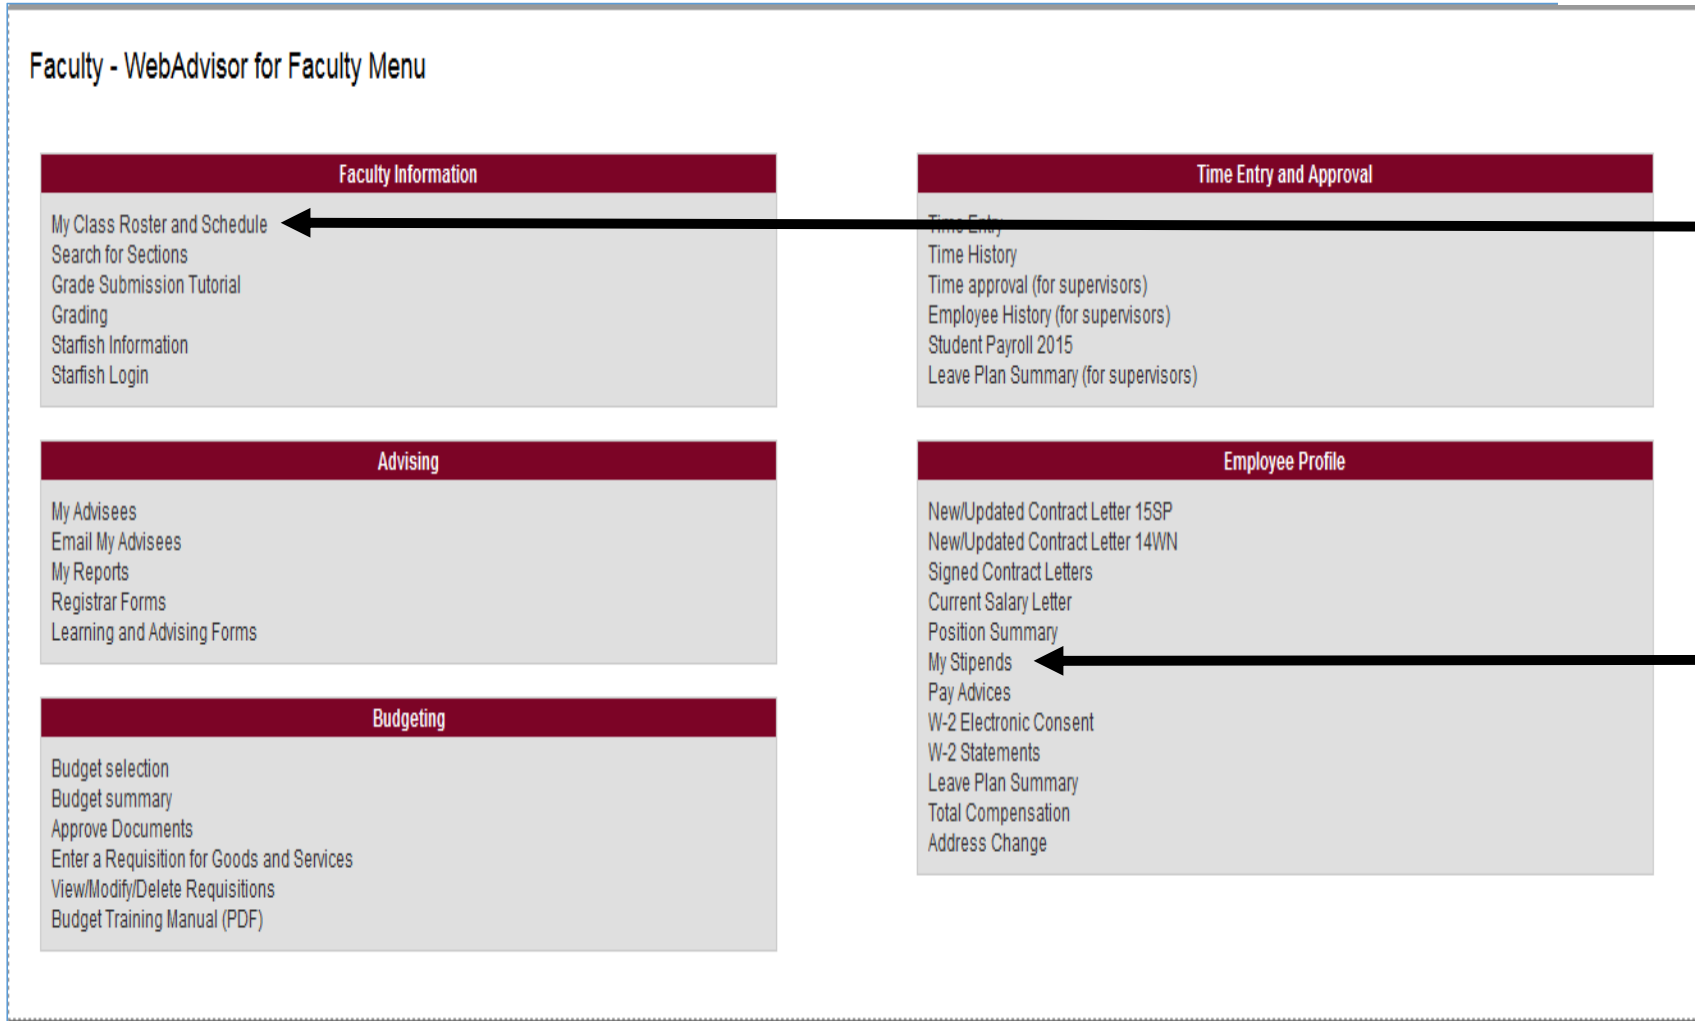 Faculty - WebAdvisor for Faculty Menu
Faculty Information
My Class Roster and Schedule
Search for Sections
Grade Submission Tutorial
Grading
Starfish Information
Starfish Login
Advising
My Advisees
Email My Advisees
My Reports
Registrar Forms
Learning and Advising Forms
Budgeting
Budget selection
Budget summary
Approve Documents
Enter a Requisition for Goods and Services
View/Modify/Delete Requisitions
Budget Training Manual (PDF)
Time Entry and Approval
Time Entry
Time History
Time approval (for supervisors)
Employee History (for supervisors)
Student Payroll 2015
Leave Plan Summary (for supervisors)
Employee Profile
New/Updated Contract Letter 15SP
New/Updated Contract Letter 14WN
Signed Contract Letters
Current Salary Letter
Position Summary
My Stipends
Pay Advices
W-2 Electronic Consent
W-2 Statements
Leave Plan Summary
Total Compensation
Address Change